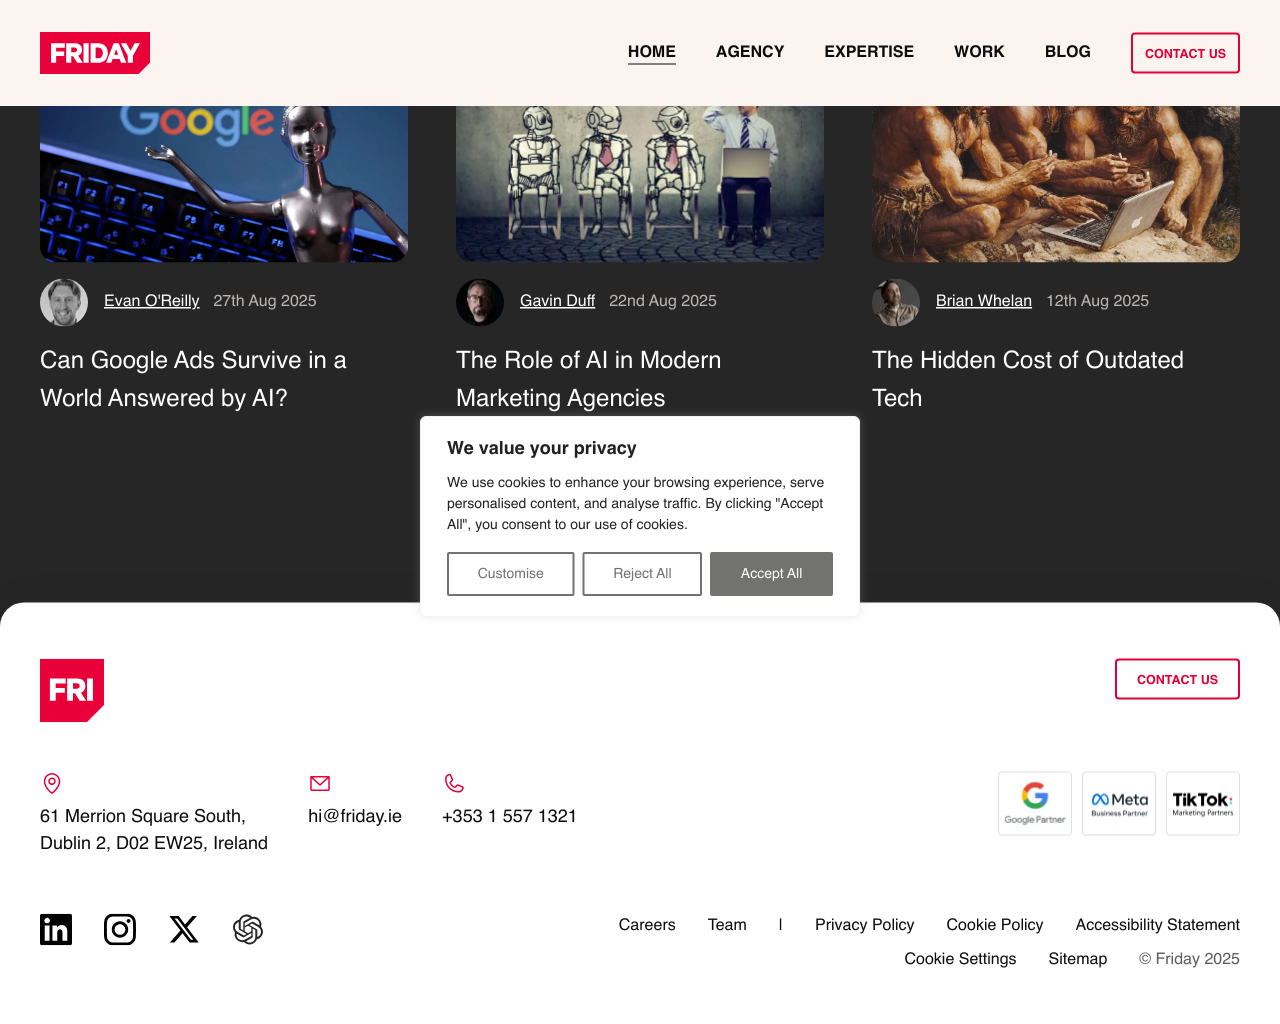 FRIDAY
HOME
AGENCY
EXPERTISE
WORK
BLOG
CONTACT US
Google
Evan O'Reilly
27th Aug 2025
Gavin Duff
22nd Aug 2025
Brian Whelan
12th Aug 2025
Can Google Ads Survive in a
World Answered by AI?
The Role of AI in Modern
Marketing Agencies
The Hidden Cost of Outdated
Tech
We value your privacy
We use cookies to enhance your browsing experience, serve
personalised content, and analyse traffic. By clicking "Accept
All", you consent to our use of cookies.
Customise
Reject All
Accept All
FRI
CONTACT US
61 Merrion Square South,
Dublin 2, D02 EW25, Ireland
hi@friday.ie
+353 1 557 1321
Google Partner
Meta
Business Partner
TikTok
Marketing Partners
Careers
Team
|
Privacy Policy
Cookie Policy
Accessibility Statement
Cookie Settings
Sitemap
© Friday 2025